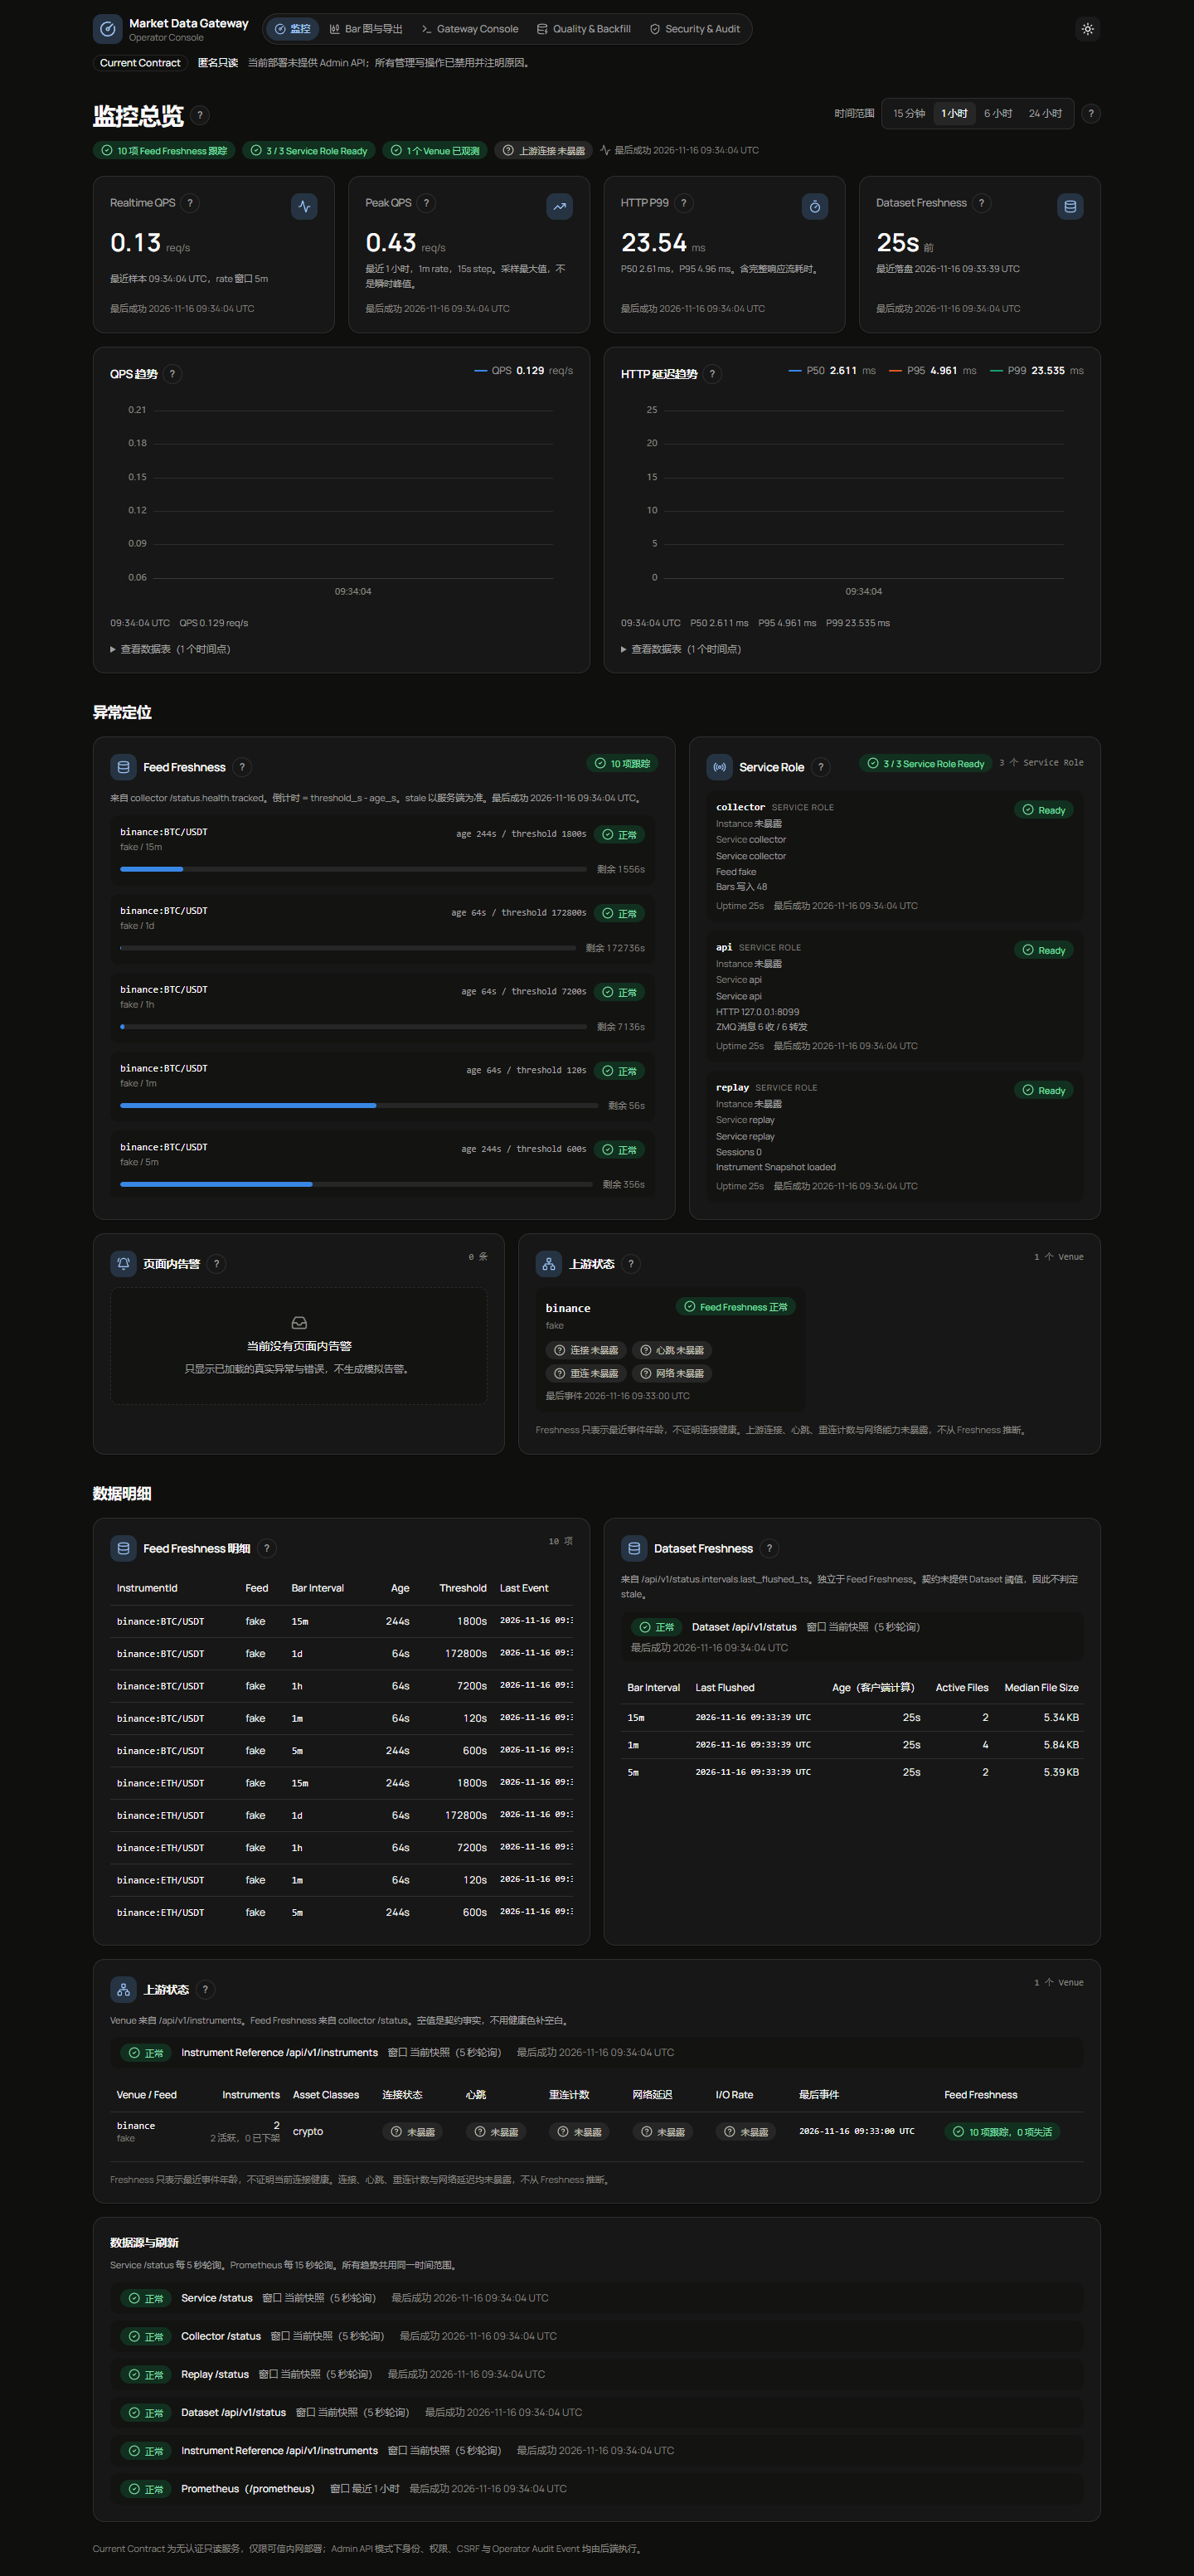 Market Data Gateway
Operator Console
监控
Bar 图与导出
Gateway Console
Quality & Backfill
Security & Audit
Current Contract
匿名只读
当前部署未提供 Admin API；所有管理写操作已禁用并注明原因。
监控总览 ?
时间范围 15 分钟 1 小时 6 小时 24 小时 ?
10 项 Feed Freshness 跟踪
3 / 3 Service Role Ready
1 个 Venue 已观测
上游连接 未暴露
最后成功 2026-11-16 09:34:04 UTC
Realtime QPS ?
0.13 req/s
最近样本 09:34:04 UTC，rate 窗口 5m
最后成功 2026-11-16 09:34:04 UTC
Peak QPS ?
0.43 req/s
最近 1 小时，1m rate，15s step。采样最大值，不
是瞬时峰值。
最后成功 2026-11-16 09:34:04 UTC
HTTP P99 ?
23.54 ms
P50 2.61 ms，P95 4.96 ms。含完整响应流耗时。
最后成功 2026-11-16 09:34:04 UTC
Dataset Freshness ?
25s 前
最近落盘 2026-11-16 09:33:39 UTC
最后成功 2026-11-16 09:34:04 UTC
QPS 趋势 ?
QPS 0.129 req/s
0.21
0.18
0.15
0.12
0.09
0.06
09:34:04
09:34:04 UTC QPS 0.129 req/s
查看数据表（1 个时间点）
HTTP 延迟趋势 ?
P50 2.611 ms P95 4.961 ms P99 23.535 ms
25
20
15
10
5
0
09:34:04
09:34:04 UTC P50 2.611 ms P95 4.961 ms P99 23.535 ms
查看数据表（1 个时间点）
异常定位
Feed Freshness ?
10 项跟踪
来自 collector /status.health.tracked。倒计时 = threshold_s - age_s。stale 以服务端为准。最后成功 2026-11-16 09:34:04 UTC。
binance:BTC/USDT age 244s / threshold 1800s 正常
fake / 15m
剩余 1556s
binance:BTC/USDT age 64s / threshold 172800s 正常
fake / 1d
剩余 172736s
binance:BTC/USDT age 64s / threshold 7200s 正常
fake / 1h
剩余 7136s
binance:BTC/USDT age 64s / threshold 120s 正常
fake / 1m
剩余 56s
binance:BTC/USDT age 244s / threshold 600s 正常
fake / 5m
剩余 356s
Service Role ?
3 / 3 Service Role Ready
3 个 Service Role
collector SERVICE ROLE Ready
Instance 未暴露
Service collector
Service collector
Feed fake
Bars 写入 48
Uptime 25s 最后成功 2026-11-16 09:34:04 UTC
api SERVICE ROLE Ready
Instance 未暴露
Service api
Service api
HTTP 127.0.0.1:8099
ZMQ 消息 6 收 / 6 转发
Uptime 25s 最后成功 2026-11-16 09:34:04 UTC
replay SERVICE ROLE Ready
Instance 未暴露
Service replay
Service replay
Sessions 0
Instrument Snapshot loaded
Uptime 25s 最后成功 2026-11-16 09:34:04 UTC
页面内告警 ?
0 条
当前没有页面内告警
只显示已加载的真实异常与错误，不生成模拟告警。
上游状态 ?
1 个 Venue
binance Feed Freshness 正常
fake
连接 未暴露 心跳 未暴露
重连 未暴露 网络 未暴露
最后事件 2026-11-16 09:33:00 UTC
Freshness 只表示最近事件年龄，不证明连接健康。上游连接、心跳、重连计数与网络能力未暴露，不从 Freshness 推断。
数据明细
Feed Freshness 明细 ?
10 项
InstrumentId Feed Bar Interval Age Threshold Last Event
binance:BTC/USDT fake 15m 244s 1800s 2026-11-16 09:3
binance:BTC/USDT fake 1d 64s 172800s 2026-11-16 09:3
binance:BTC/USDT fake 1h 64s 7200s 2026-11-16 09:3
binance:BTC/USDT fake 1m 64s 120s 2026-11-16 09:3
binance:BTC/USDT fake 5m 244s 600s 2026-11-16 09:3
binance:ETH/USDT fake 15m 244s 1800s 2026-11-16 09:3
binance:ETH/USDT fake 1d 64s 172800s 2026-11-16 09:3
binance:ETH/USDT fake 1h 64s 7200s 2026-11-16 09:3
binance:ETH/USDT fake 1m 64s 120s 2026-11-16 09:3
binance:ETH/USDT fake 5m 244s 600s 2026-11-16 09:3
Dataset Freshness ?
来自 /api/v1/status.intervals.last_flushed_ts。独立于 Feed Freshness。契约未提供 Dataset 阈值，因此不判定
stale。
正常 Dataset /api/v1/status 窗口 当前快照（5 秒轮询）
最后成功 2026-11-16 09:34:04 UTC
Bar Interval Last Flushed Age（客户端计算） Active Files Median File Size
15m 2026-11-16 09:33:39 UTC 25s 2 5.34 KB
1m 2026-11-16 09:33:39 UTC 25s 4 5.84 KB
5m 2026-11-16 09:33:39 UTC 25s 2 5.39 KB
上游状态 ?
1 个 Venue
Venue 来自 /api/v1/instruments。Feed Freshness 来自 collector /status。空值是契约事实，不用健康色补空白。
正常 Instrument Reference /api/v1/instruments 窗口 当前快照（5 秒轮询） 最后成功 2026-11-16 09:34:04 UTC
Venue / Feed Instruments Asset Classes 连接状态 心跳 重连计数 网络延迟 I/O Rate 最后事件 Feed Freshness
binance 2 crypto 未暴露 未暴露 未暴露 未暴露 未暴露 2026-11-16 09:33:00 UTC 10 项跟踪，0 项失活
fake 2 活跃，0 已下架
Freshness 只表示最近事件年龄，不证明当前连接健康。连接、心跳、重连计数与网络延迟均未暴露，不从 Freshness 推断。
数据源与刷新
Service /status 每 5 秒轮询。Prometheus 每 15 秒轮询。所有趋势共用同一时间范围。
正常 Service /status 窗口 当前快照（5 秒轮询） 最后成功 2026-11-16 09:34:04 UTC
正常 Collector /status 窗口 当前快照（5 秒轮询） 最后成功 2026-11-16 09:34:04 UTC
正常 Replay /status 窗口 当前快照（5 秒轮询） 最后成功 2026-11-16 09:34:04 UTC
正常 Dataset /api/v1/status 窗口 当前快照（5 秒轮询） 最后成功 2026-11-16 09:34:04 UTC
正常 Instrument Reference /api/v1/instruments 窗口 当前快照（5 秒轮询） 最后成功 2026-11-16 09:34:04 UTC
正常 Prometheus（/prometheus） 窗口 最近 1 小时 最后成功 2026-11-16 09:34:04 UTC
Current Contract 为无认证只读服务，仅限可信内网部署；Admin API 模式下身份、权限、CSRF 与 Operator Audit Event 均由后端执行。